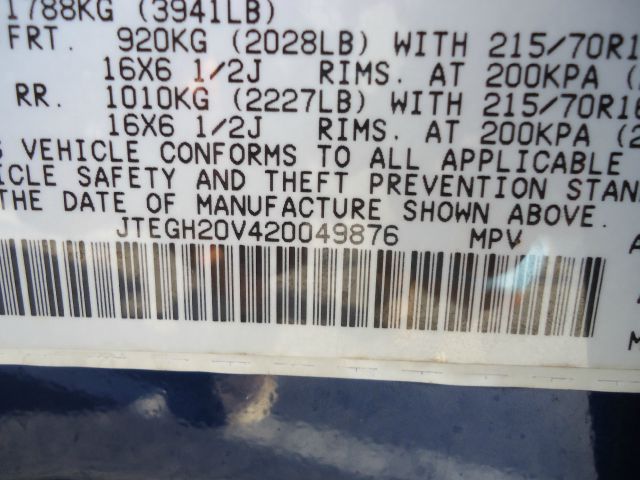 1788KG (3941LB)
FRT. 920KG (2028LB) WITH 215/70R1
16X6 1/2J RIMS. AT 200KPA (
RR. 1010KG (2227LB) WITH 215/70R16
16X6 1/2J RIMS. AT 200KPA (2
S VEHICLE CONFORMS TO ALL APPLICABLE
ICLE SAFETY AND THEFT PREVENTION STAN
THE DATE OF MANUFACTURE SHOWN ABOVE.
JTEGH20V420049876 MPV A
M